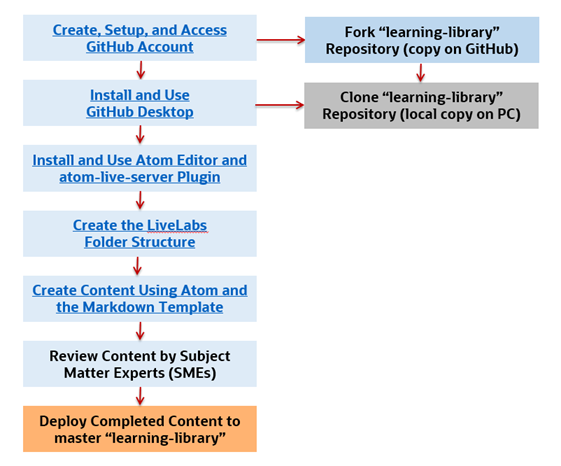 Create, Setup, and Access
GitHub Account
Fork “learning-library”
Repository (copy on GitHub)
Install and Use
GitHub Desktop
Clone “learning-library”
Repository (local copy on PC)
Install and Use Atom Editor and
atom-live-server Plugin
Create the LiveLabs
Folder Structure
Create Content Using Atom and
the Markdown Template
Review Content by Subject
Matter Experts (SMEs)
Deploy Completed Content to
master “learning-library”